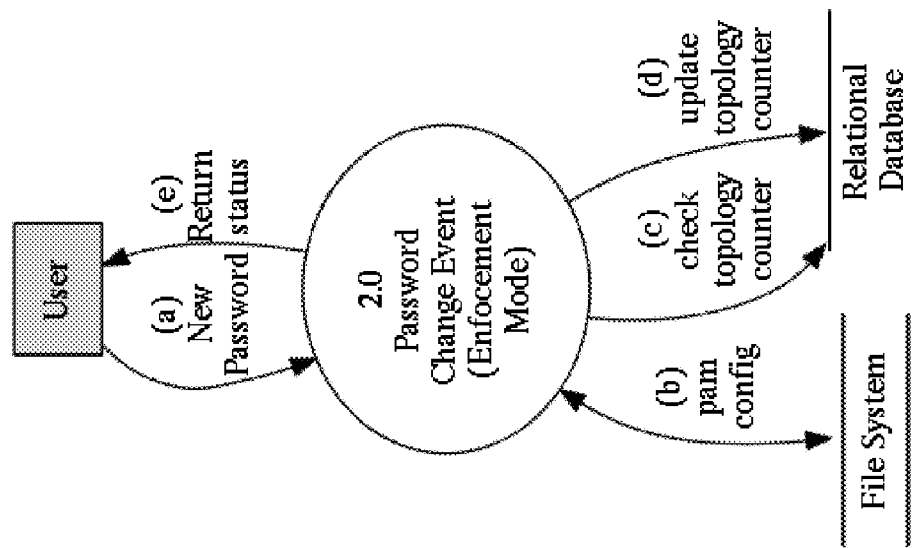 User
(a)
New
Password
(e)
Return
status
2.0
Password
Change Event
(Enfocement
Mode)
(b)
pam
config
(c)
check
topology
counter
(d)
update
topology
counter
File System
Relational
Database